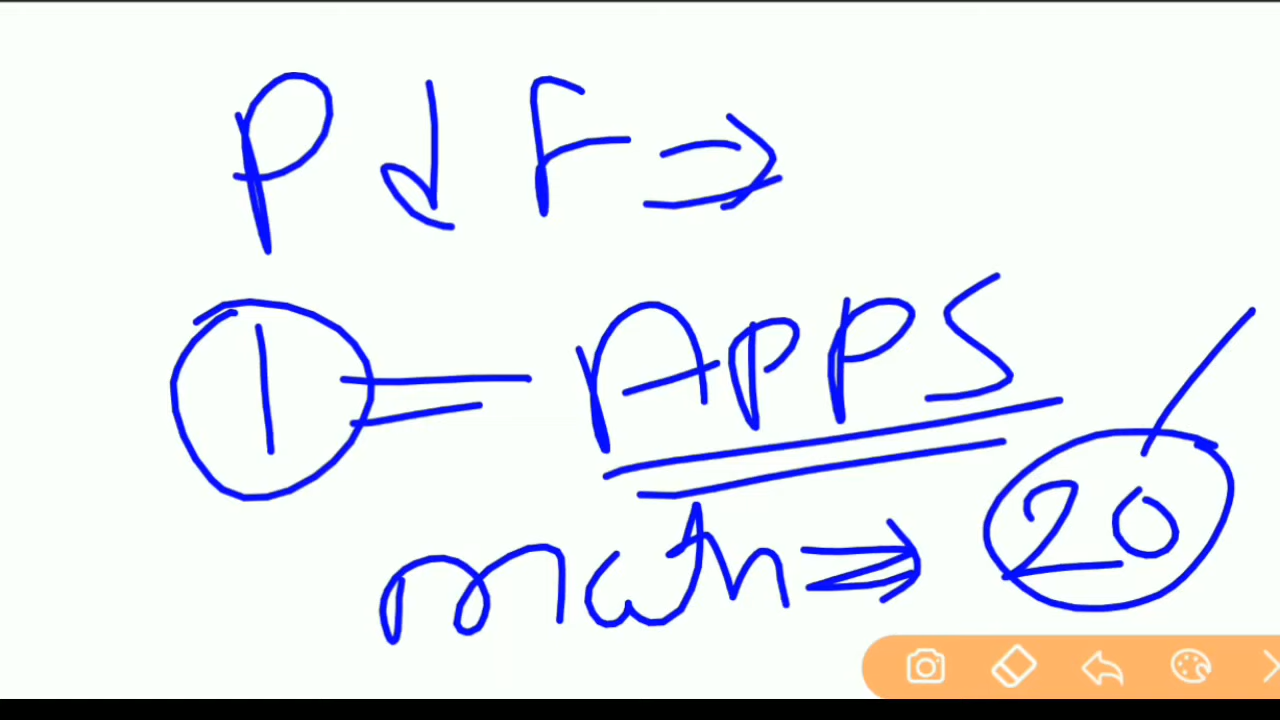 PdF ⇒
1 = APPS
math ⇒ 20